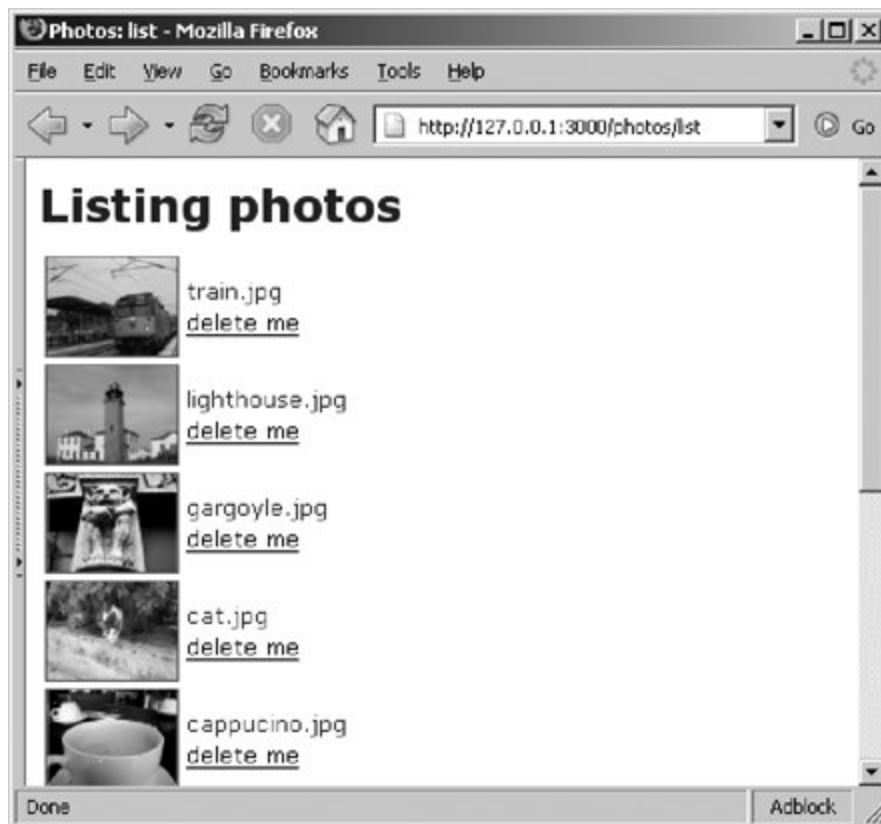 Photos: list - Mozilla Firefox
File Edit View Go Bookmarks Tools Help
http://127.0.0.1:3000/photos/list Go
Listing photos
train.jpg
delete me
lighthouse.jpg
delete me
gargoyle.jpg
delete me
cat.jpg
delete me
cappucino.jpg
delete me
Done Adblock